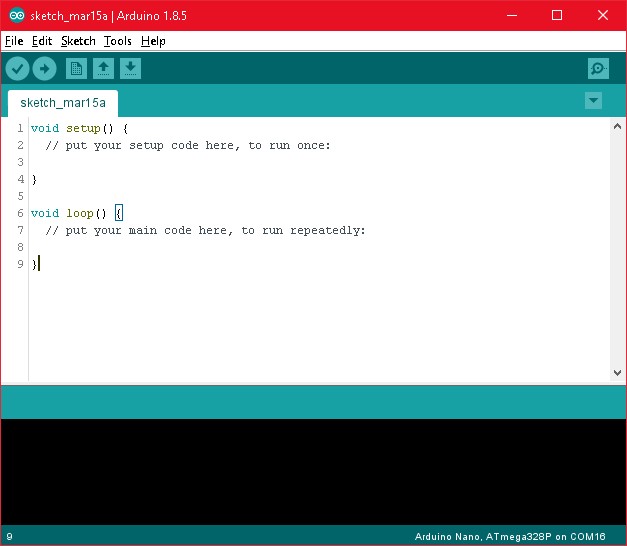 sketch_mar15a | Arduino 1.8.5
File Edit Sketch Tools Help
sketch_mar15a
1 void setup() {
2   // put your setup code here, to run once:
3
4 }
5
6 void loop() {
7   // put your main code here, to run repeatedly:
8
9 }
9 Arduino Nano, ATmega328P on COM16